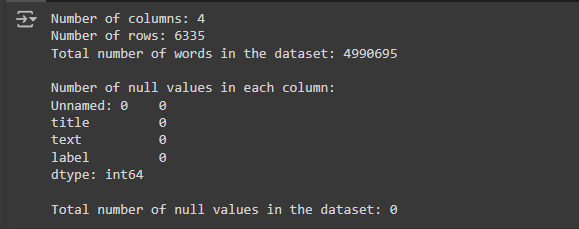 Number of columns: 4
Number of rows: 6335
Total number of words in the dataset: 4990695
Number of null values in each column:
Unnamed: 0    0
title         0
text          0
label         0
dtype: int64
Total number of null values in the dataset: 0